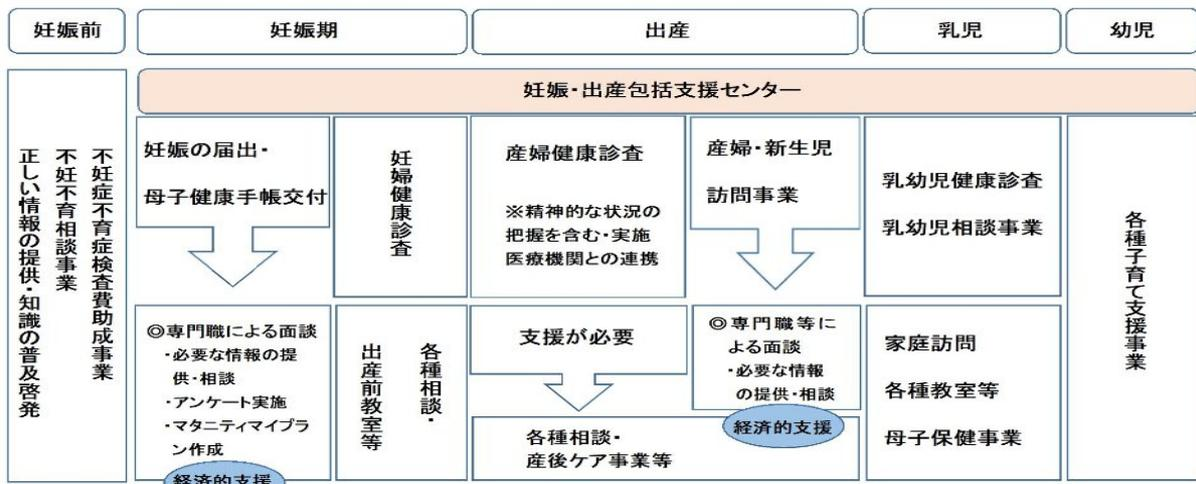 妊娠前
妊娠期
出産
乳児
幼児
妊娠・出産包括支援センター
不妊症不育症検査費助成事業
不妊不育相談事業
正しい情報の提供・知識の普及啓発
妊娠の届出・
母子健康手帳交付
◎専門職による面談
・必要な情報の提
供・相談
・アンケート実施
・マタニティマイプラ
ン作成
経済的支援
妊婦健康診査
各種相談・
出産前教室等
産婦健康診査
※精神的な状況の
把握を含む・実施
医療機関との連携
支援が必要
各種相談・
産後ケア事業等
産婦・新生児
訪問事業
◎専門職等に
よる面談
・必要な情報
の提供・相談
経済的支援
乳幼児健康診査
乳幼児相談事業
家庭訪問
各種教室等
母子保健事業
各種子育て支援事業